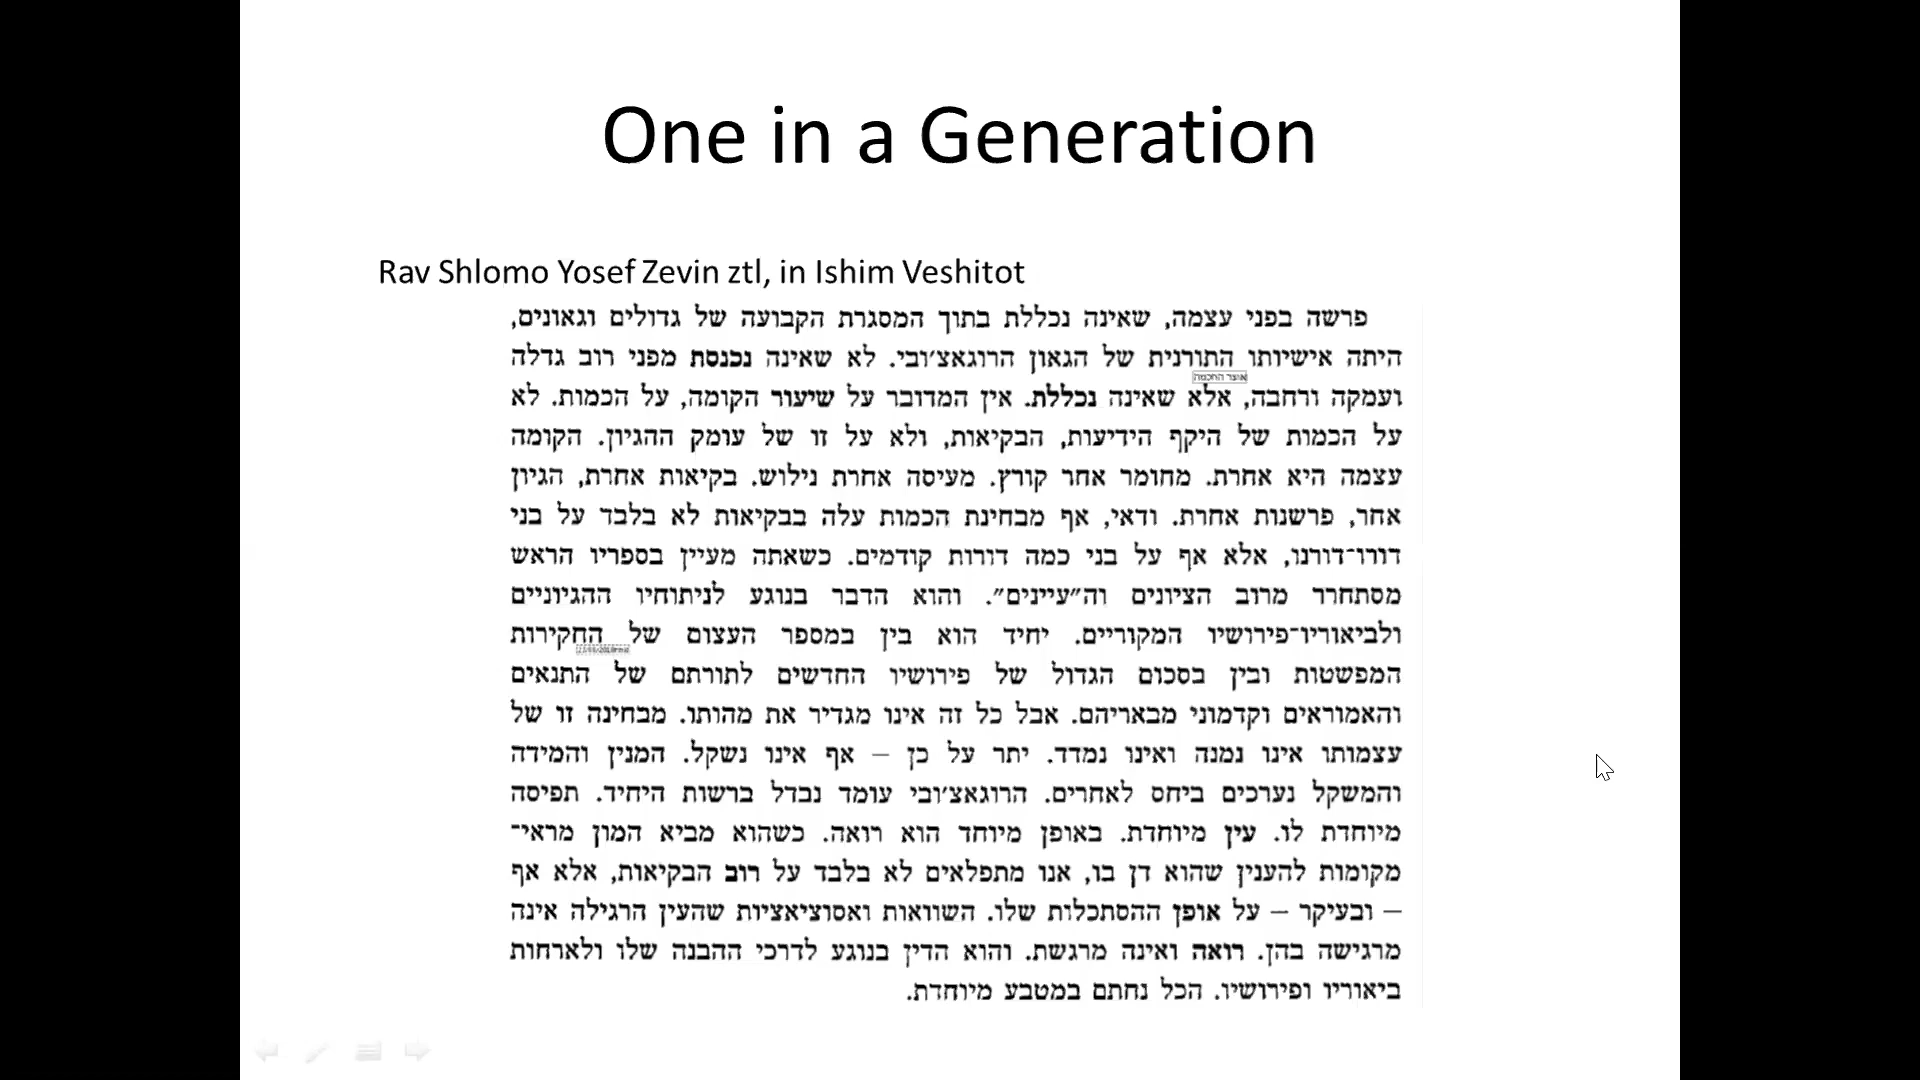 One in a Generation
Rav Shlomo Yosef Zevin ztl, in Ishim Veshitot
פרשה בפני עצמה, שאינה נכללת בתוך המסגרת הקבועה של גדולים וגאונים,
היתה אישיותו התורנית של הגאון הרוגאצ׳ובי. לא שאינה נכנסת מפני רוב גדלה
אוצר החכמה
ועמקה ורחבה, אלא שאינה נכללת. אין המדובר על שיעור הקומה, על הכמות. לא
על הכמות של היקף הידיעות, הבקיאות, ולא על זו של עומק ההגיון. הקומה
עצמה היא אחרת. מחומר אחר קורץ. מעיסה אחרת נילוש. בקיאות אחרת, הגיון
אחר, פרשנות אחרת. ודאי, אף מבחינת הכמות עלה בבקיאות לא בלבד על בני
דורו־דורנו, אלא אף על בני כמה דורות קודמים. כשאתה מעיין בספריו הראש
מסתחרר מרוב הציונים וה״עיינים״. והוא הדבר בנוגע לניתוחיו ההגיוניים
ולביאוריו־פירושיו המקוריים. יחיד הוא בין במספר העצום של החקירות
המפשטות ובין בסכום הגדול של פירושיו החדשים לתורתם של התנאים
והאמוראים וקדמוני מבאריהם. אבל כל זה אינו מגדיר את מהותו. מבחינה זו של
עצמותו אינו נמנה ואינו נמדד. יתר על כן – אף אינו נשקל. המנין והמידה
והמשקל נערכים ביחס לאחרים. הרוגאצ׳ובי עומד נבדל ברשות היחיד. תפיסה
מיוחדת לו. עין מיוחדת. באופן מיוחד הוא רואה. כשהוא מביא המון מראי־
מקומות להענין שהוא דן בו, אנו מתפלאים לא בלבד על רוב הבקיאות, אלא אף
– ובעיקר – על אופן ההסתכלות שלו. השוואות ואסוציאציות שהעין הרגילה אינה
מרגישה בהן. רואה ואינה מרגשת. והוא הדין בנוגע לדרכי ההבנה שלו ולארחות
ביאוריו ופירושיו. הכל נחתם במטבע מיוחדת.